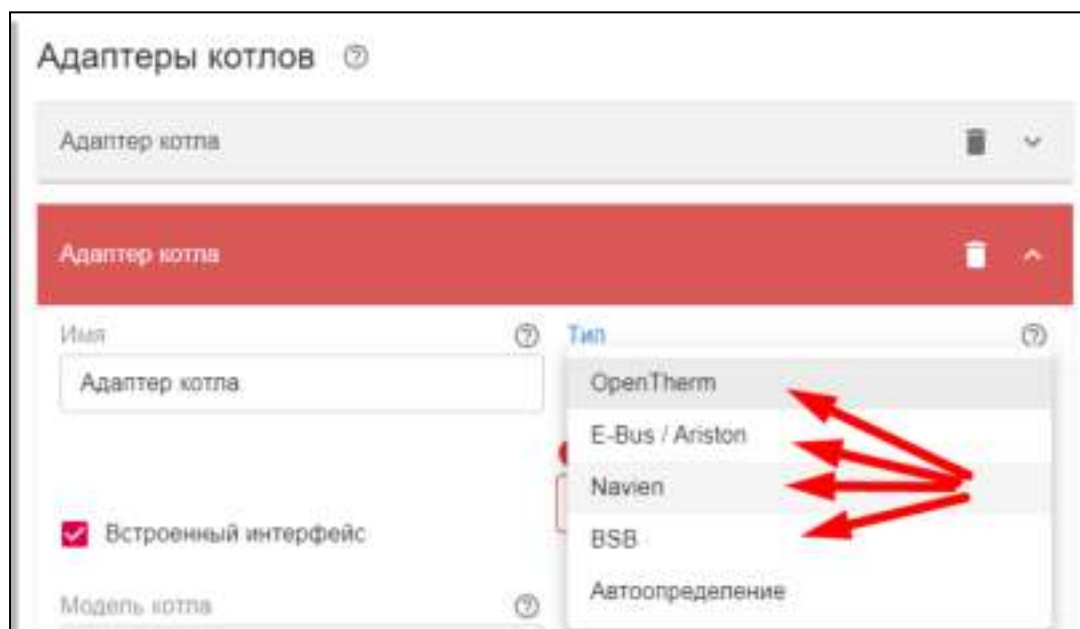 Адаптеры котлов
Адаптер котла
Адаптер котла
Имя
Тип
Адаптер котла
OpenTherm
E-Bus / Ariston
Navien
Встроенный интерфейс
BSB
Автоопределение
Модель котла